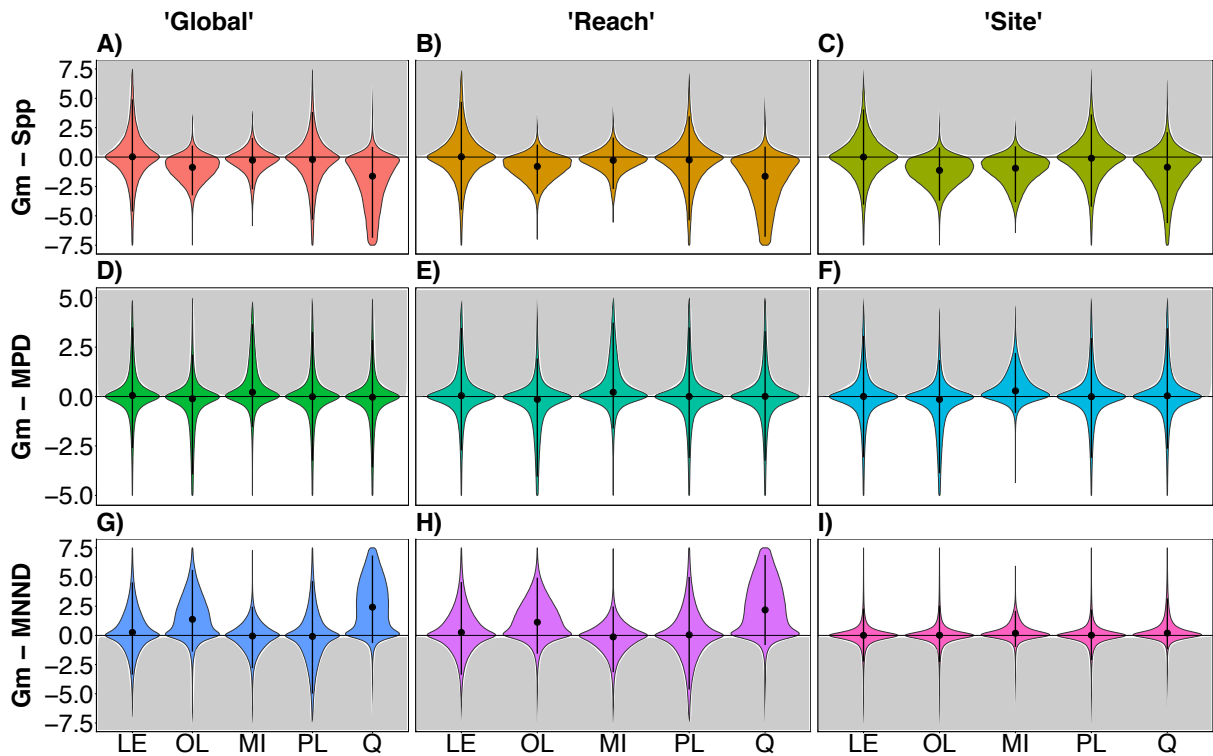 'Global' 'Reach' 'Site'
A) B) C)
Gm − Spp
7.5
5.0
2.5
0.0
−2.5
−5.0
−7.5
D) E) F)
Gm − MPD
5.0
2.5
0.0
−2.5
−5.0
G) H) I)
Gm − MNND
7.5
5.0
2.5
0.0
−2.5
−5.0
−7.5
LE OL MI PL Q LE OL MI PL Q LE OL MI PL Q